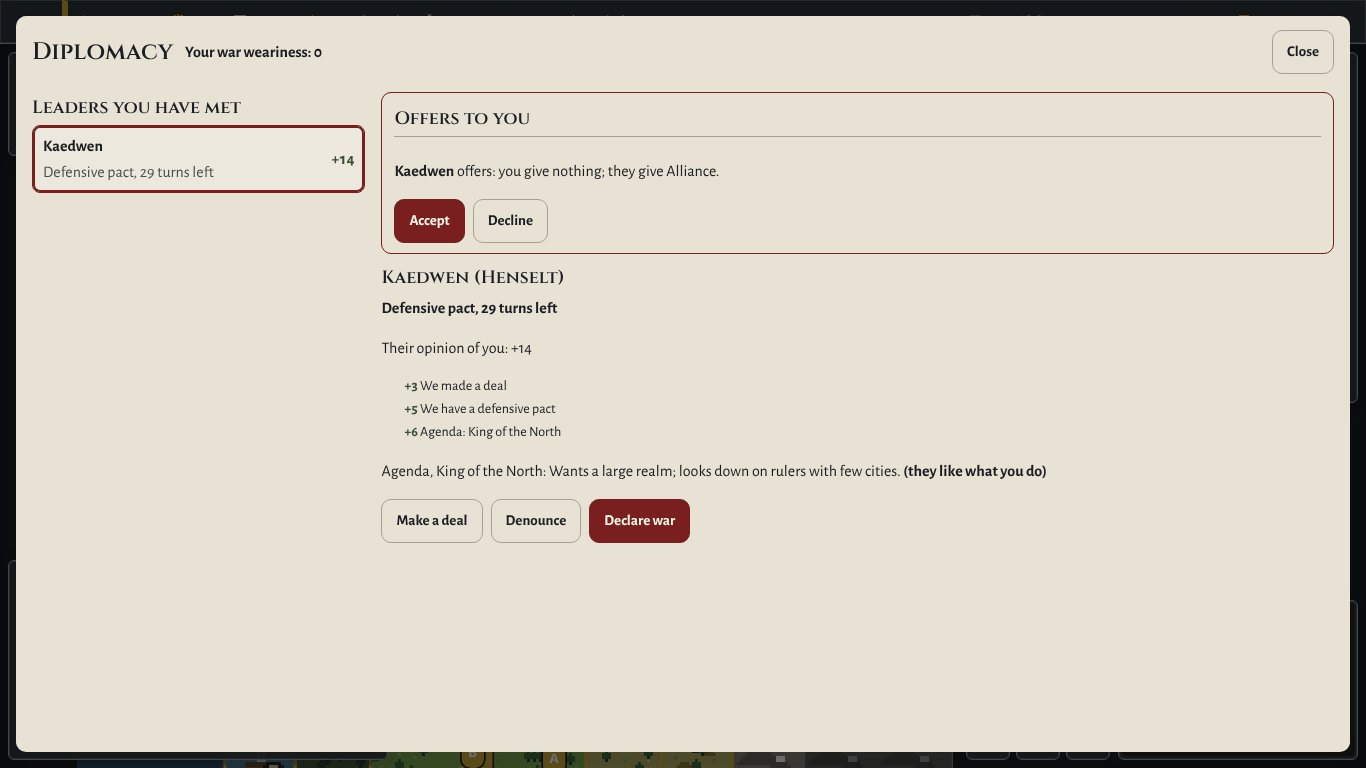 Diplomacy Your war weariness: 0
Close
Leaders you have met
Kaedwen
Defensive pact, 29 turns left
+14
Offers to you
Kaedwen offers: you give nothing; they give Alliance.
Accept Decline
Kaedwen (Henselt)
Defensive pact, 29 turns left
Their opinion of you: +14
+3 We made a deal
+5 We have a defensive pact
+6 Agenda: King of the North
Agenda, King of the North: Wants a large realm; looks down on rulers with few cities. (they like what you do)
Make a deal Denounce Declare war
A